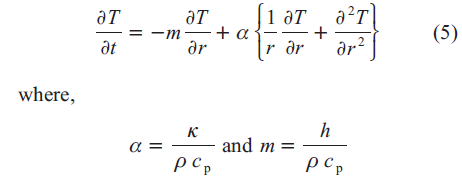 ∂T/∂t = −m ∂T/∂r + α {1/r ∂T/∂r + ∂²T/∂r²} (5)
where,
α = κ/(ρ c_p) and m = h/(ρ c_p)